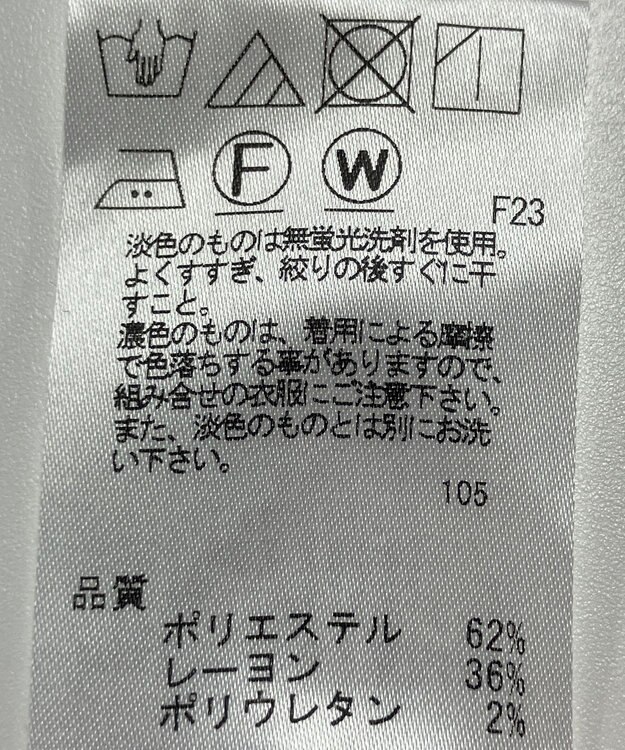 F
W
F23
淡色のものは無蛍光洗剤を使用。
よくすすぎ、絞りの後すぐに干
すこと。
濃色のものは、着用による摩擦
で色落ちする事がありますので、
組み合せの衣服にご注意下さい。
また、淡色のものとは別にお洗
い下さい。
105
品質
ポリエステル 62%
レーヨン 36%
ポリウレタン 2%